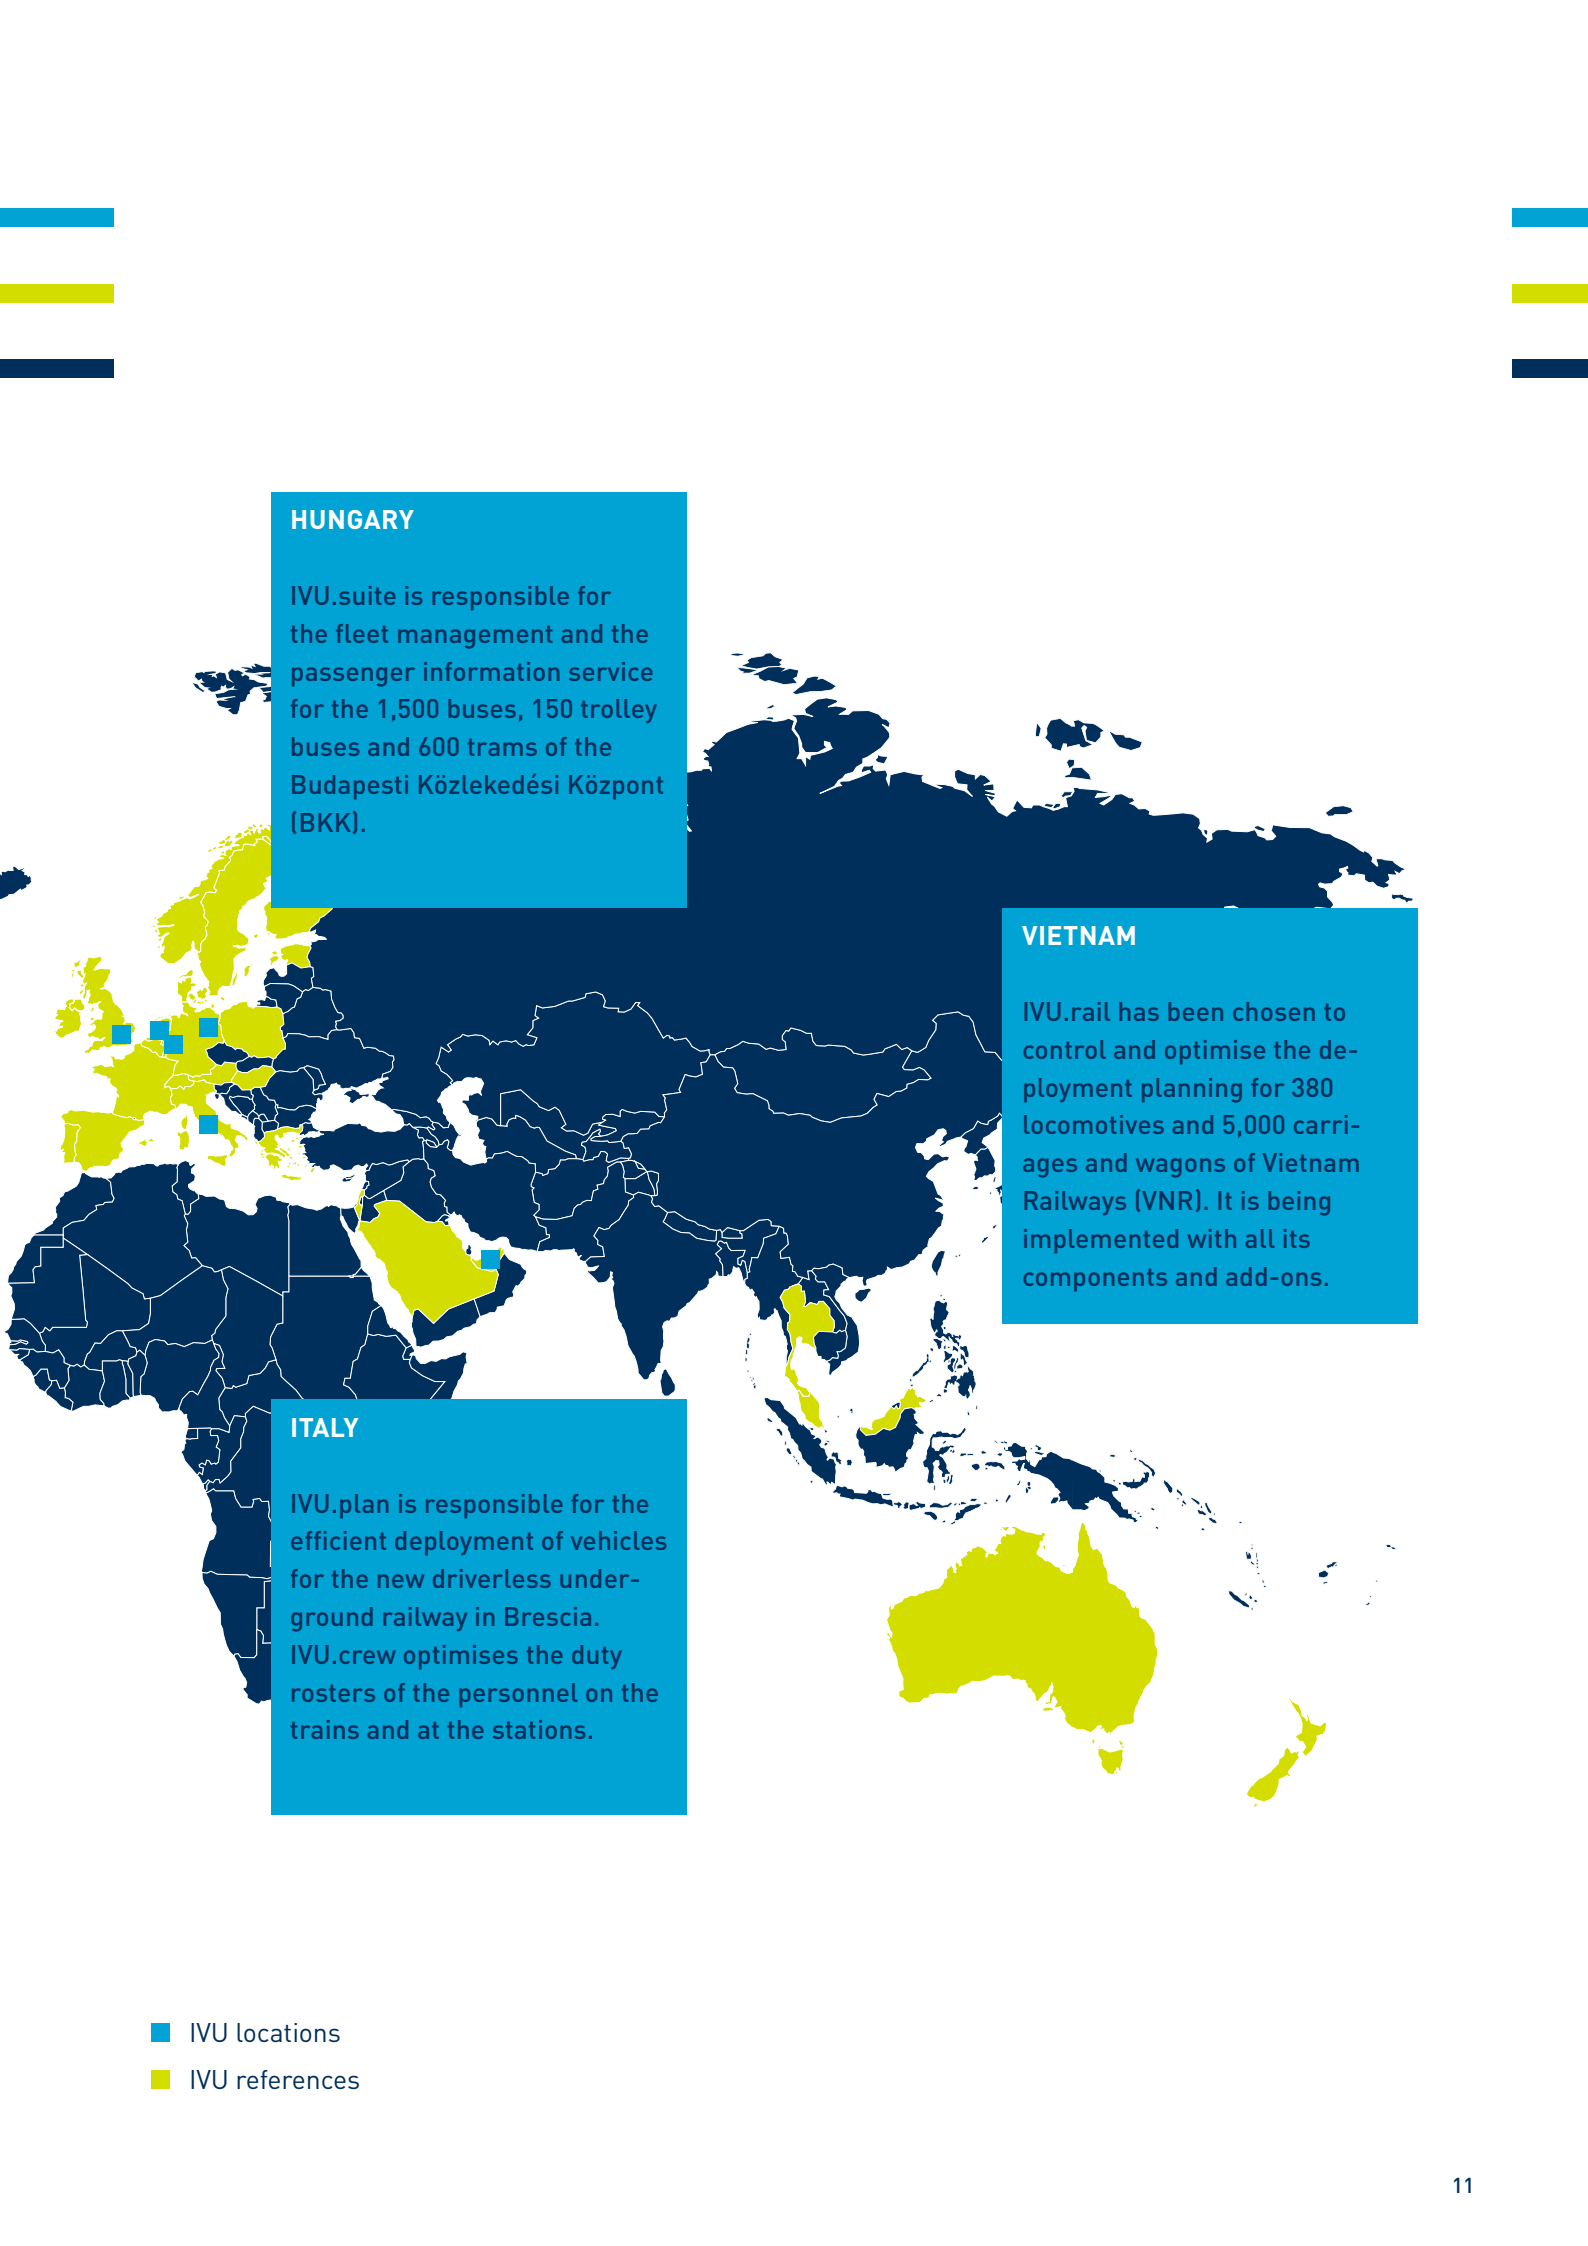 HUNGARY
IVU.suite is responsible for
the fleet management and the
passenger information service
for the 1,500 buses, 150 trolley
buses and 600 trams of the
Budapesti Közlekedési Központ
(BKK).
VIETNAM
IVU.rail has been chosen to
control and optimise the de-
ployment planning for 380
locomotives and 5,000 carri-
ages and wagons of Vietnam
Railways (VNR). It is being
implemented with all its
components and add-ons.
ITALY
IVU.plan is responsible for the
efficient deployment of vehicles
for the new driverless under-
ground railway in Brescia.
IVU.crew optimises the duty
rosters of the personnel on the
trains and at the stations.
IVU locations
IVU references
11